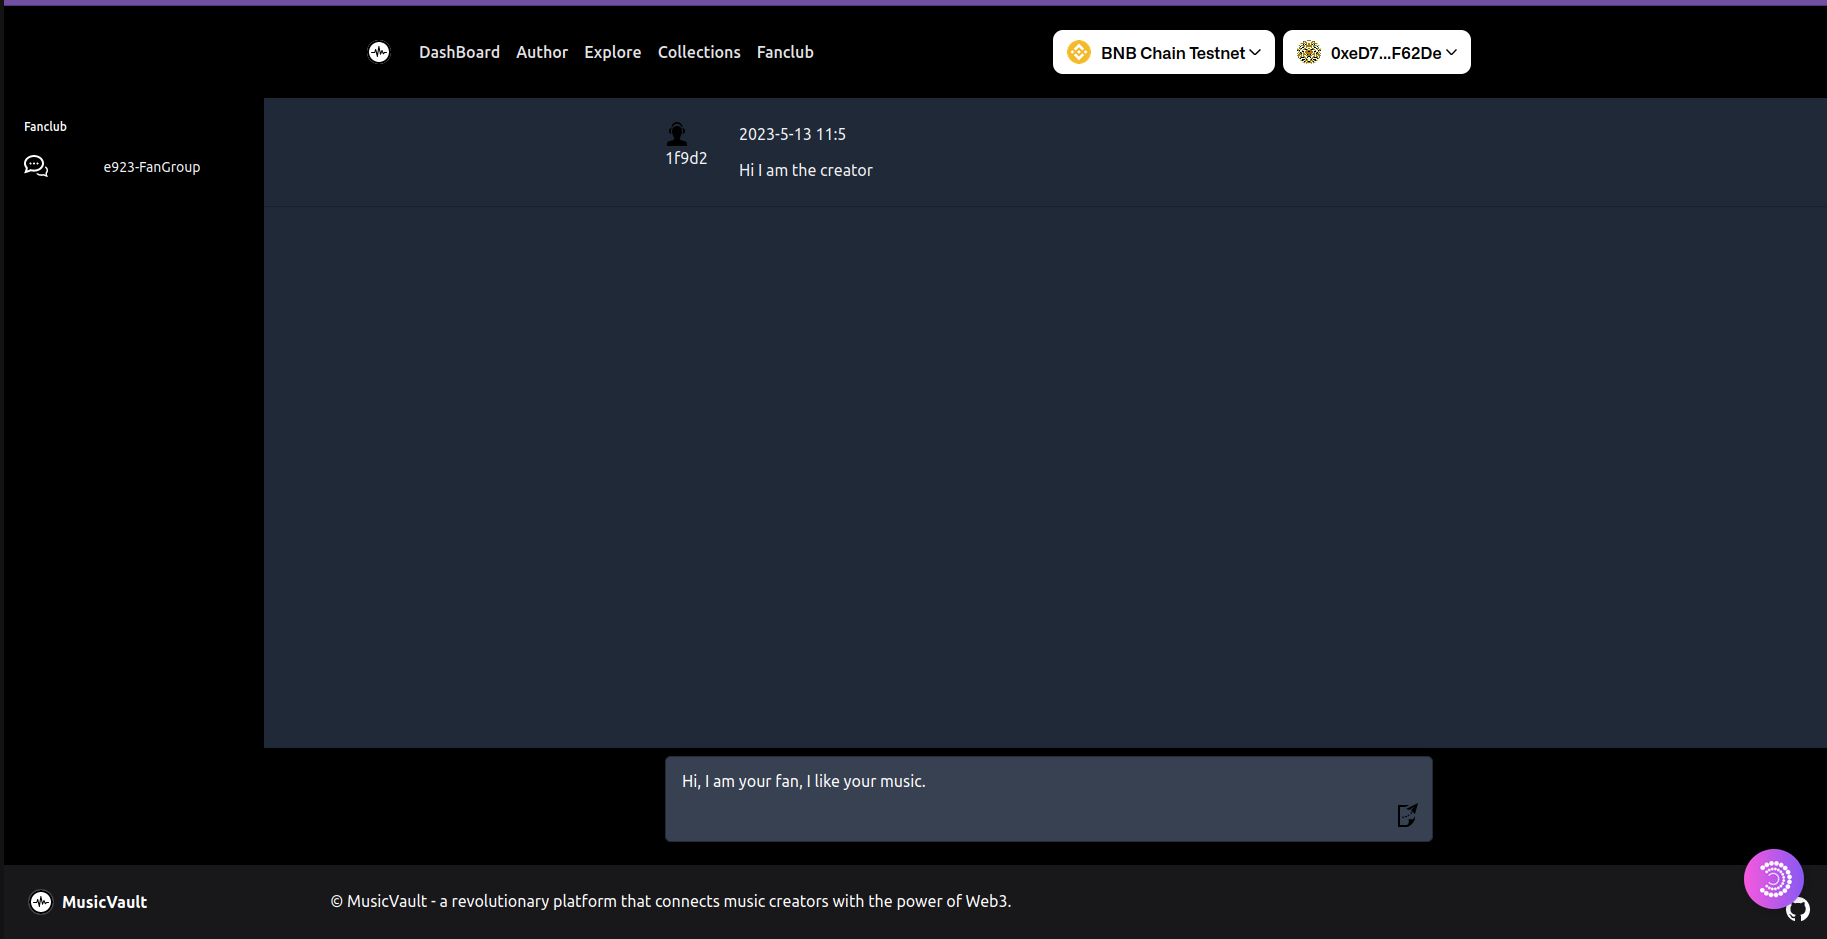 DashBoard Author Explore Collections Fanclub
BNB Chain Testnet
0xeD7...F62De
Fanclub
e923-FanGroup
1f9d2
2023-5-13 11:5
Hi I am the creator
Hi, I am your fan, I like your music.
MusicVault
© MusicVault - a revolutionary platform that connects music creators with the power of Web3.